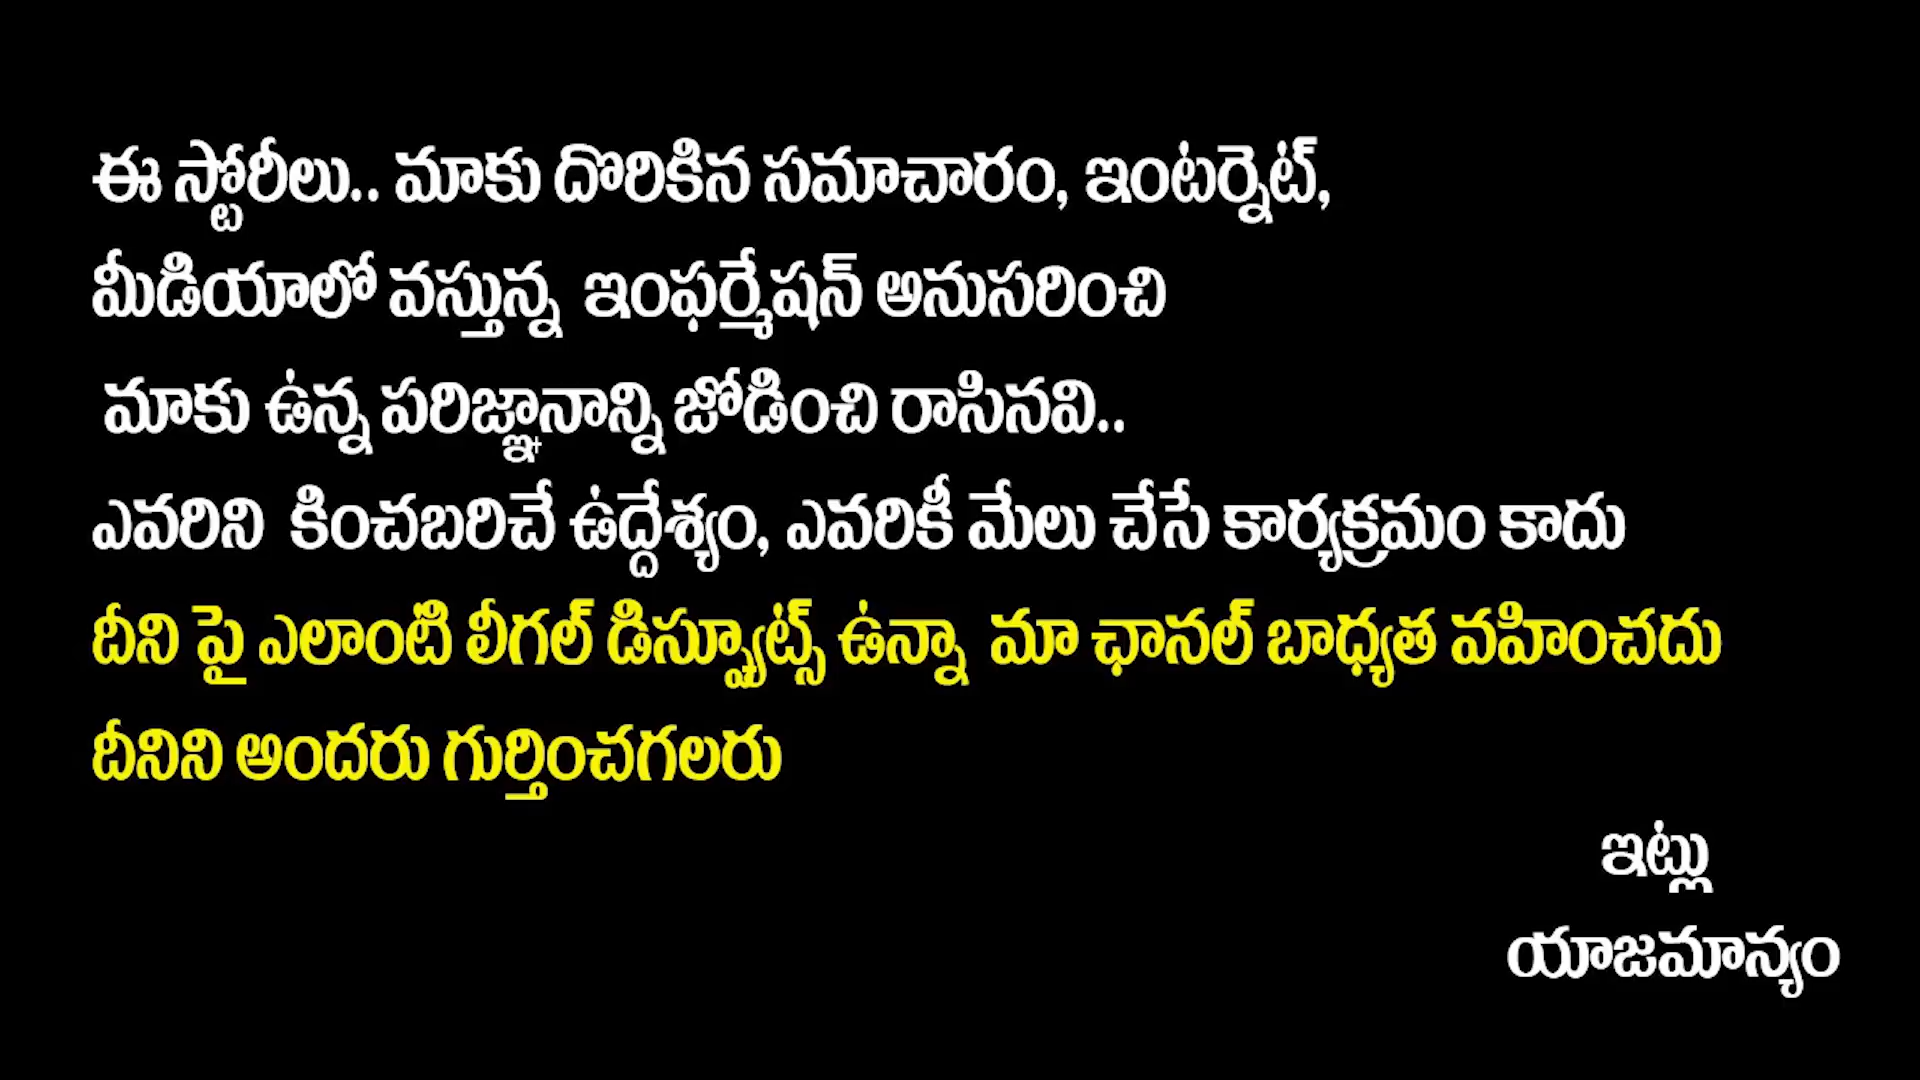 ఈ స్టోరీలు.. మాకు దొరికిన సమాచారం, ఇంటర్నెట్,
మీడియాలో వస్తున్న ఇంఫర్మేషన్ అనుసరించి
మాకు ఉన్న పరిజ్ఞానాన్ని జోడించి రాసినవి..
ఎవరిని కించబరిచే ఉద్దేశ్యం, ఎవరికీ మేలు చేసే కార్యక్రమం కాదు
దీని పై ఎలాంటి లీగల్ డిస్ప్యూట్స్ ఉన్నా మా ఛానల్ బాధ్యత వహించదు
దీనిని అందరు గుర్తించగలరు
ఇట్లు
యాజమాన్యం